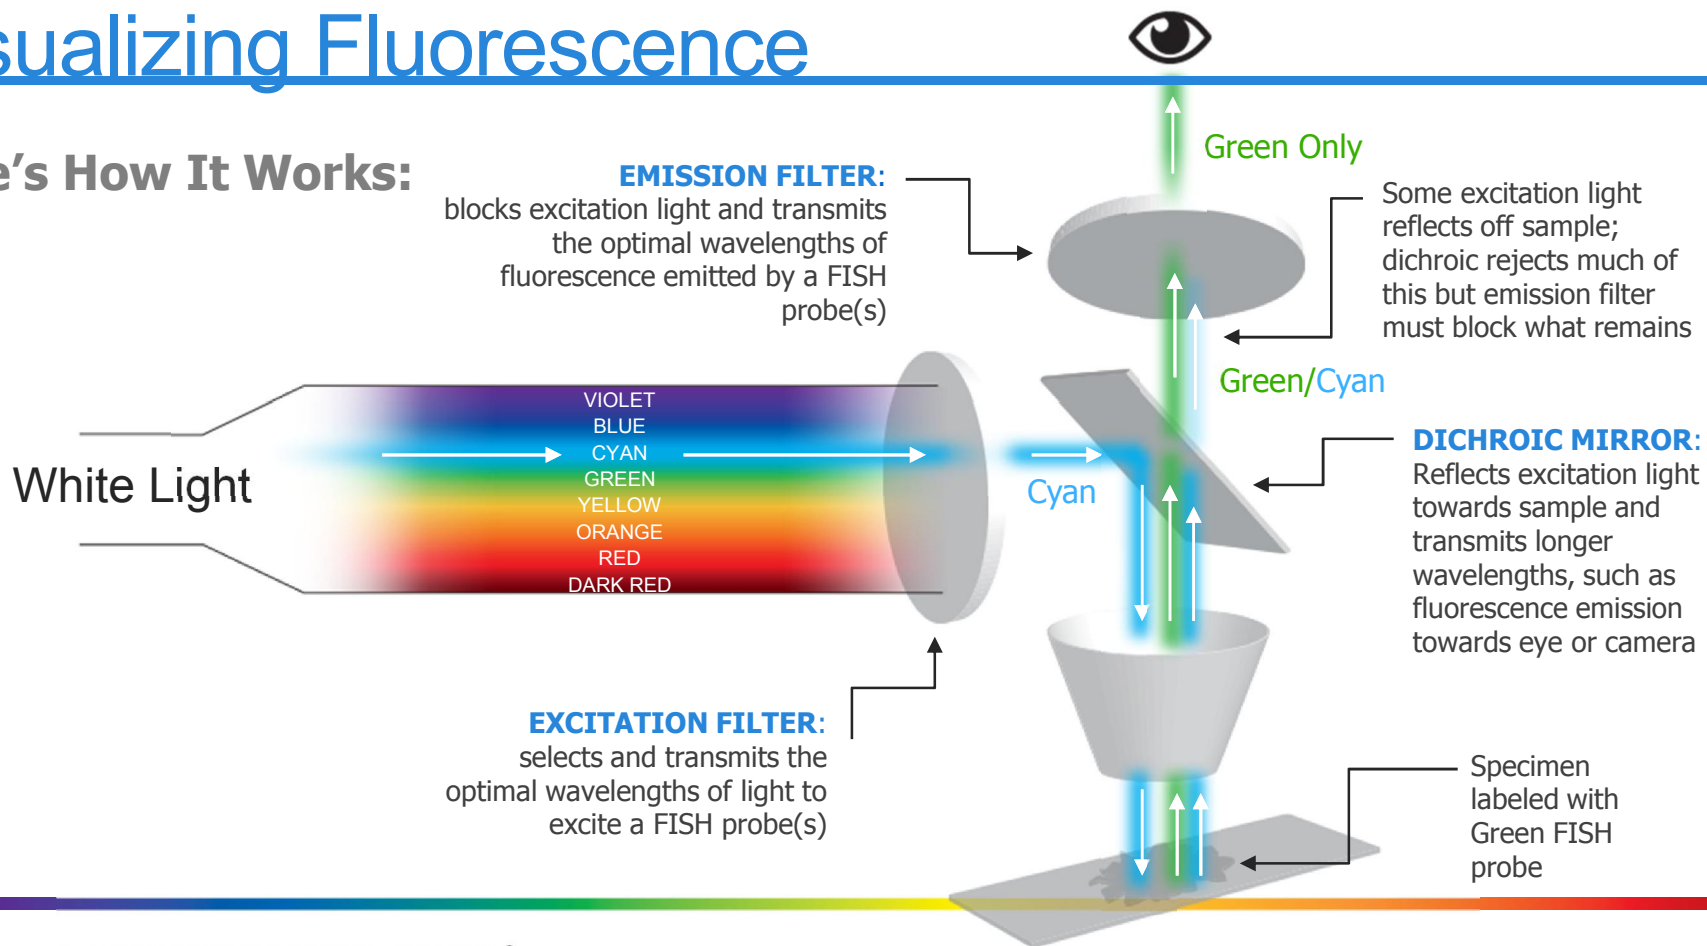 sualizing Fluorescence
e's How It Works:
EMISSION FILTER:
blocks excitation light and transmits
the optimal wavelengths of
fluorescence emitted by a FISH
probe(s)
Green Only
Some excitation light
reflects off sample;
dichroic rejects much of
this but emission filter
must block what remains
Green/Cyan
White Light
VIOLET
BLUE
CYAN
GREEN
YELLOW
ORANGE
RED
DARK RED
Cyan
DICHROIC MIRROR:
Reflects excitation light
towards sample and
transmits longer
wavelengths, such as
fluorescence emission
towards eye or camera
EXCITATION FILTER:
selects and transmits the
optimal wavelengths of light to
excite a FISH probe(s)
Specimen
labeled with
Green FISH
probe